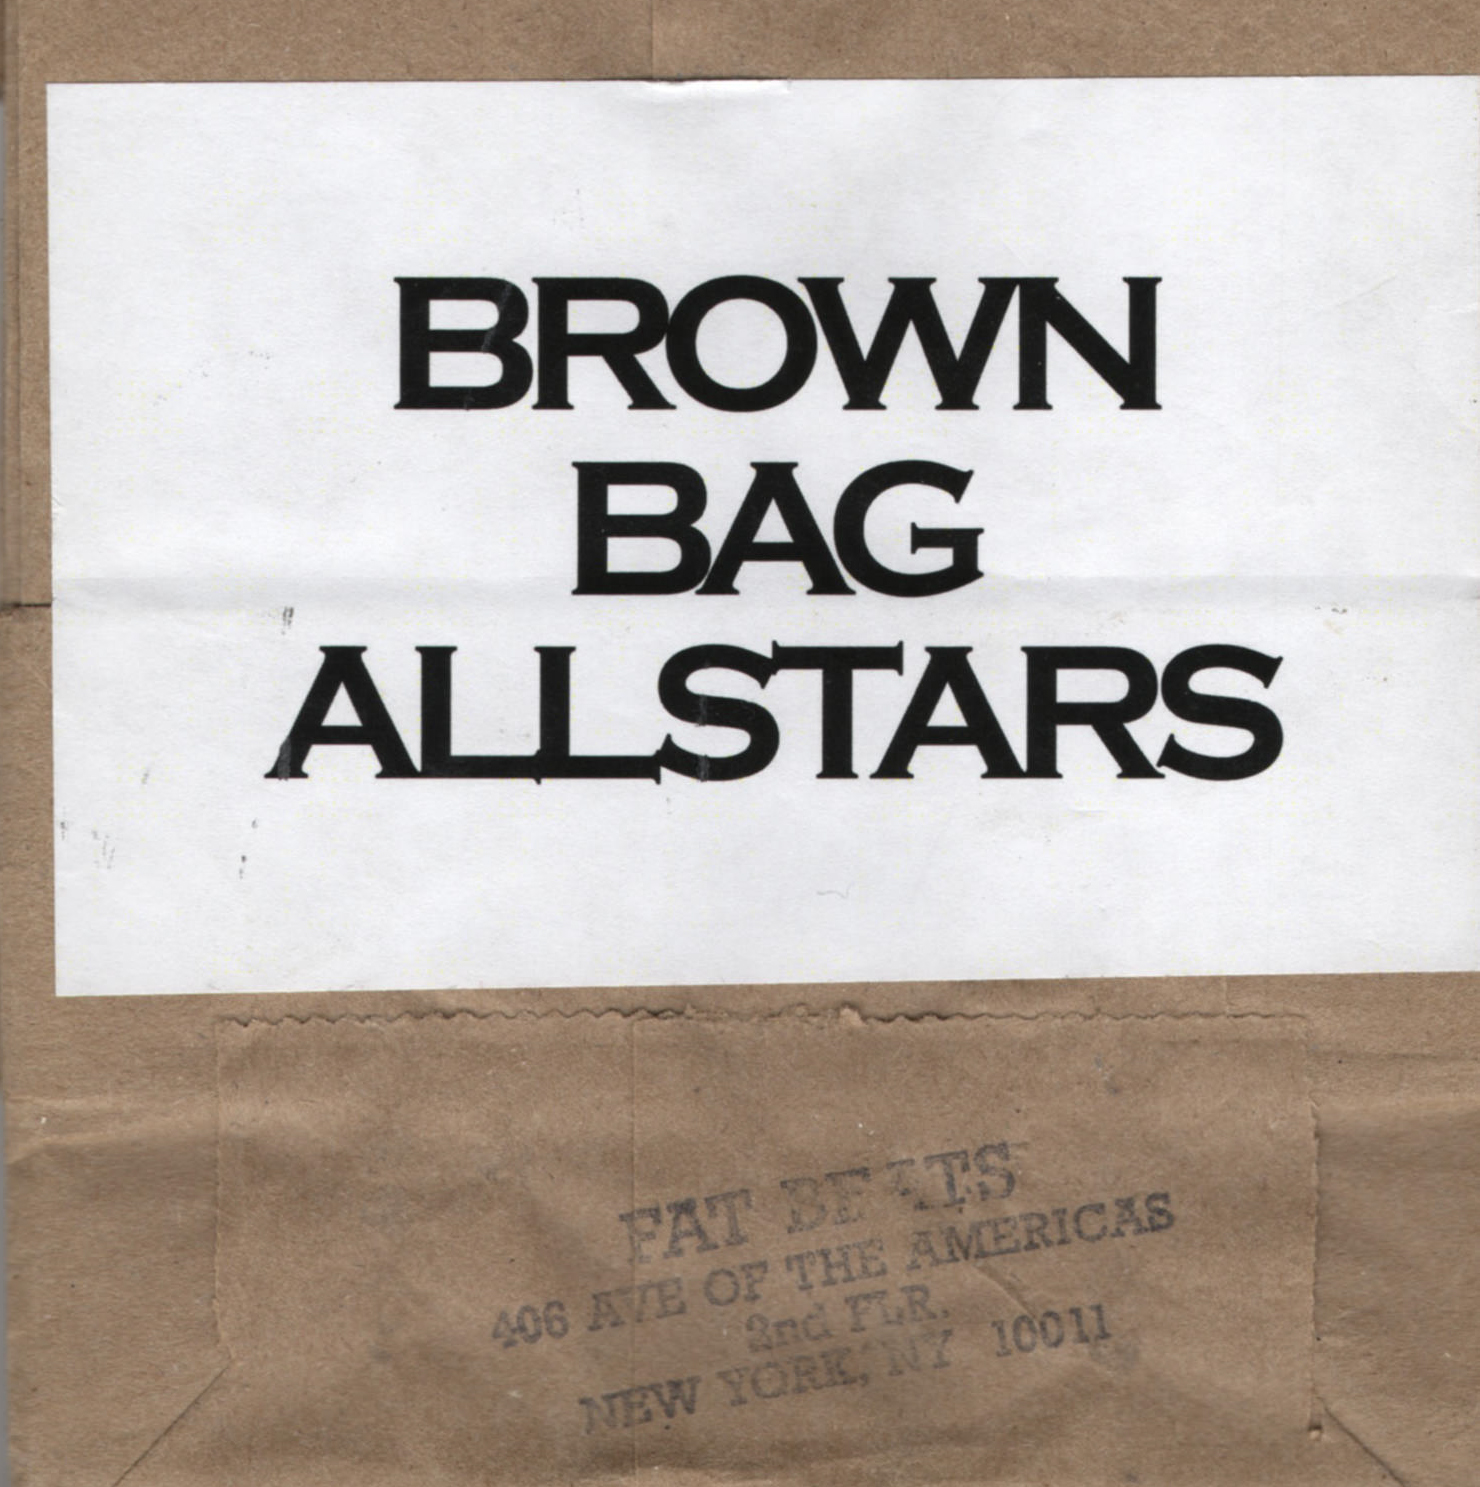 BROWN
BAG
ALLSTARS
FAT BEATS
406 AVE OF THE AMERICAS
2nd FLR.
NEW YORK, NY 10011